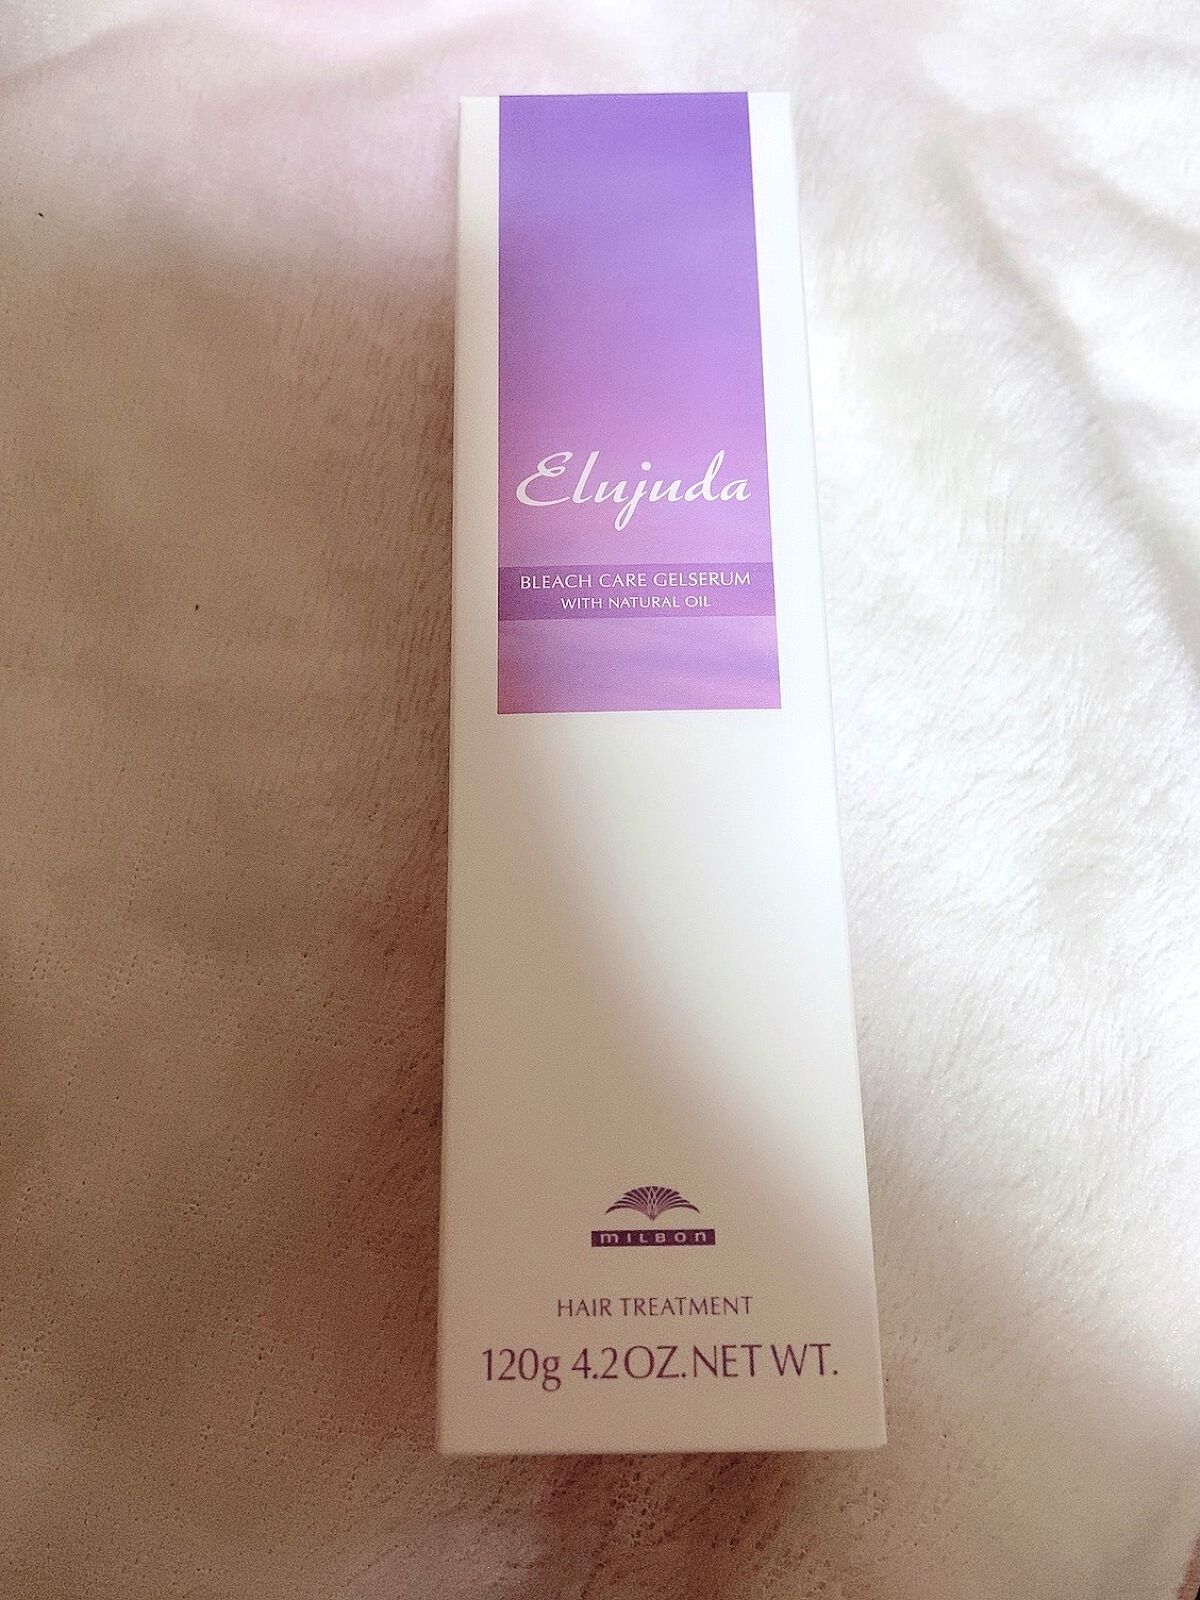 Elujuda
BLEACH CARE GELSERUM
WITH NATURAL OIL
MILBON
HAIR TREATMENT
120g 4.2OZ.NET WT.